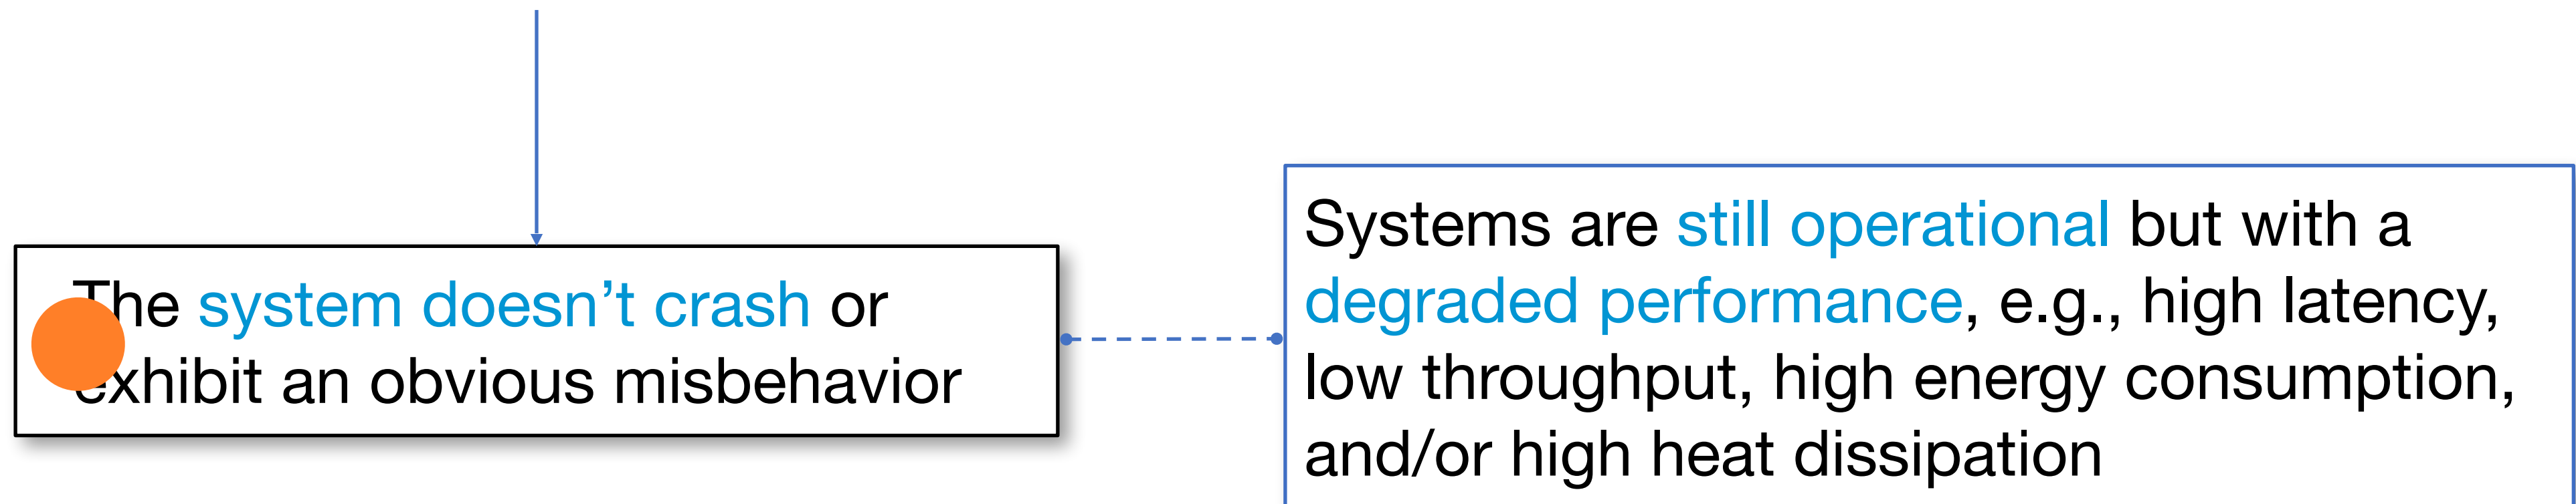 The system doesn’t crash or
exhibit an obvious misbehavior
Systems are still operational but with a
degraded performance, e.g., high latency,
low throughput, high energy consumption,
and/or high heat dissipation